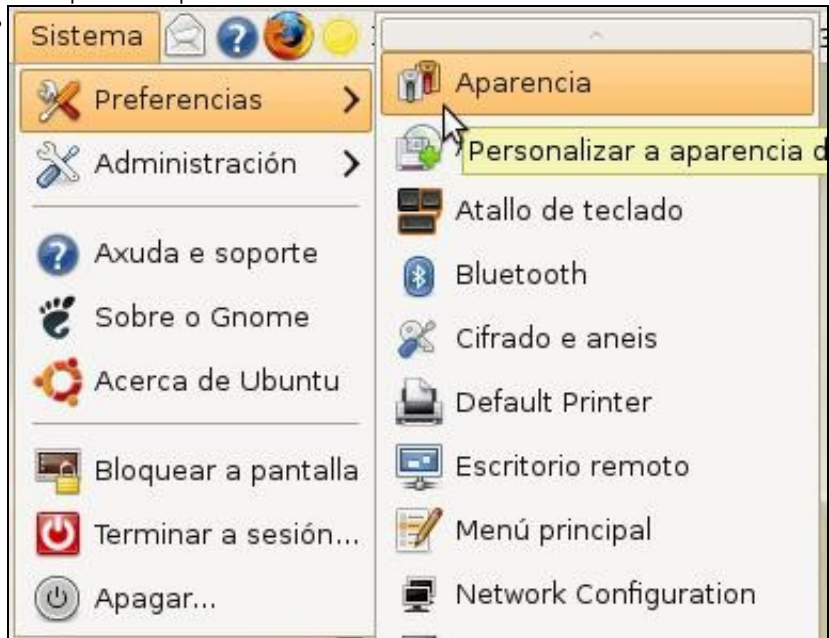 Sistema
Preferencias
Administración
Axuda e soporte
Sobre o Gnome
Acerca de Ubuntu
Bloquear a pantalla
Terminar a sesión...
Apagar...
Aparencia
Personalizar a aparencia d
Atallo de teclado
Bluetooth
Cifrado e aneis
Default Printer
Escritorio remoto
Menú principal
Network Configuration